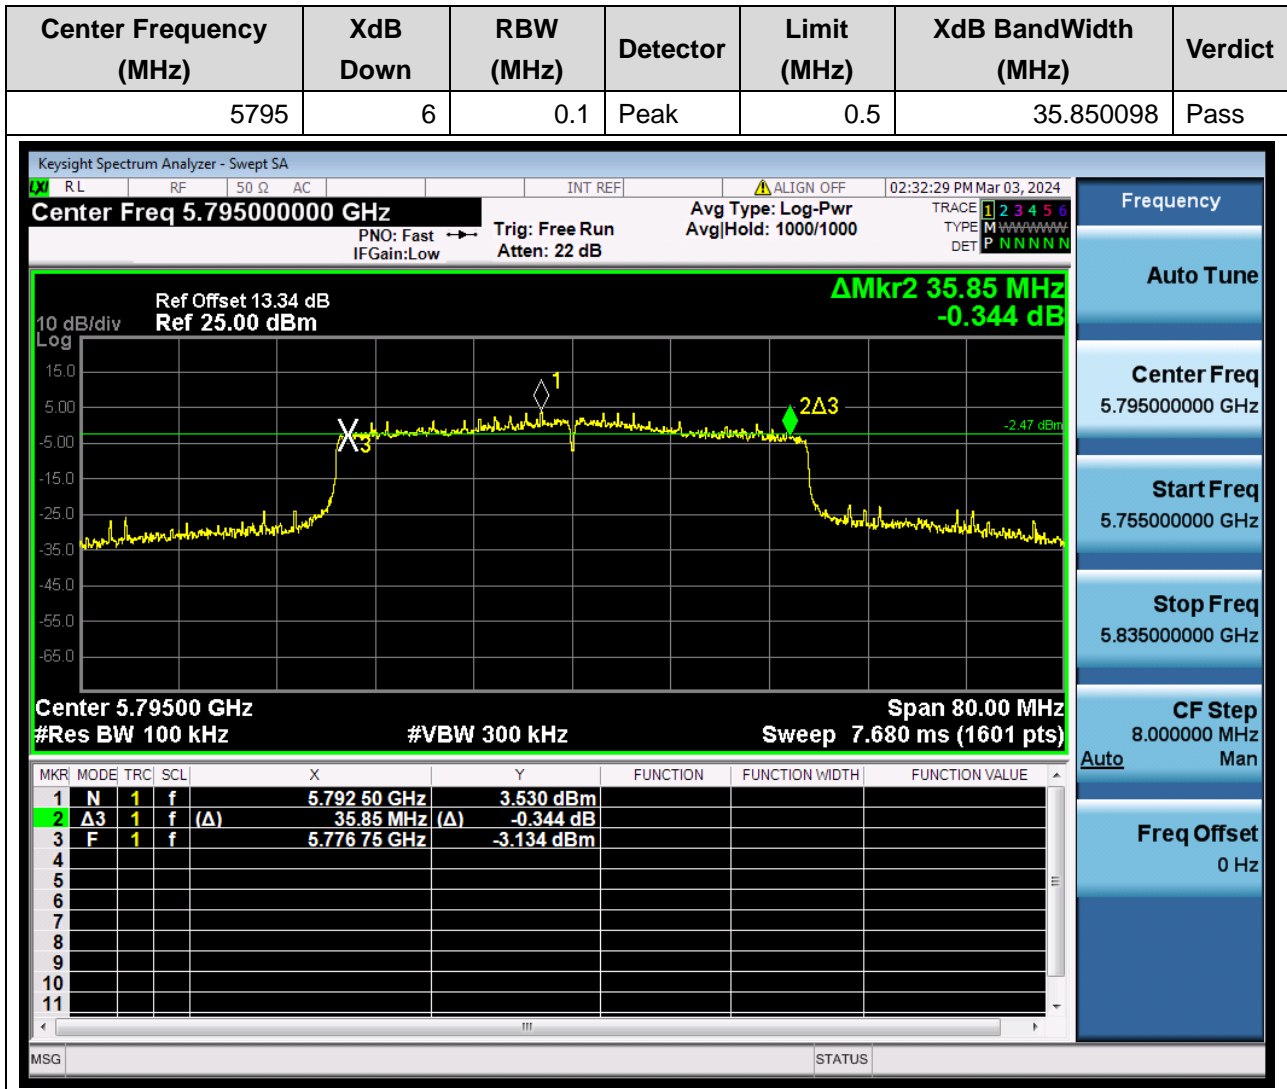 Center Frequency (MHz) XdB Down RBW (MHz) Detector Limit (MHz) XdB BandWidth (MHz) Verdict
5795 6 0.1 Peak 0.5 35.850098 Pass
Keysight Spectrum Analyzer - Swept SA
LXI RL RF 50 Ω AC INT REF ALIGN OFF 02:32:29 PM Mar 03, 2024
Center Freq 5.795000000 GHz
PNO: Fast
IFGain:Low
Trig: Free Run
Atten: 22 dB
Avg Type: Log-Pwr
Avg|Hold: 1000/1000
TRACE 1 2 3 4 5 6
TYPE M WWWWW
DET P N N N N N
ΔMkr2 35.85 MHz
-0.344 dB
Ref Offset 13.34 dB
10 dB/div Ref 25.00 dBm
Log
15.0
5.00
-5.00
-15.0
-25.0
-35.0
-45.0
-55.0
-65.0
1
2Δ3
3
-2.47 dBm
Center 5.79500 GHz Span 80.00 MHz
#Res BW 100 kHz #VBW 300 kHz Sweep 7.680 ms (1601 pts)
MKR MODE TRC SCL X Y FUNCTION FUNCTION WIDTH FUNCTION VALUE
1 N 1 f 5.792 50 GHz 3.530 dBm
2 Δ3 1 f (Δ) 35.85 MHz (Δ) -0.344 dB
3 F 1 f 5.776 75 GHz -3.134 dBm
4
5
6
7
8
9
10
11
MSG STATUS
Frequency
Auto Tune
Center Freq
5.795000000 GHz
Start Freq
5.755000000 GHz
Stop Freq
5.835000000 GHz
CF Step
8.000000 MHz
Auto Man
Freq Offset
0 Hz